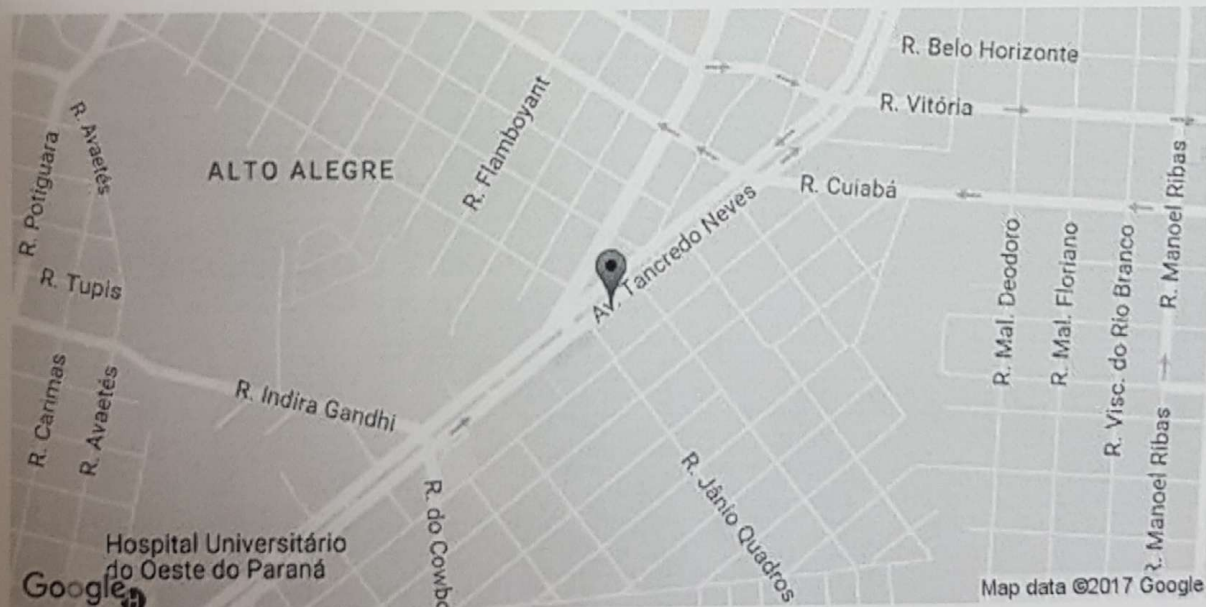 R. Belo Horizonte
R. Vitória
R. Avaetés
R. Flamboyant
ALTO ALEGRE
R. Potiguara
R. Cuiabá
R. Manoel Ribas
Av. Tancredo Neves
R. Mal. Deodoro
R. Mal. Floriano
R. Visc. do Rio Branco
R. Tupis
R. Carimas
R. Avaetés
R. Indira Gandhi
R. Manoel Ribas
R. Jânio Quadros
R. do Cowbo
Hospital Universitário
do Oeste do Paraná
Google
H
Map data ©2017 Google